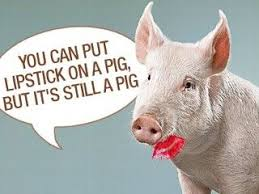 YOU CAN PUT
LIPSTICK ON A PIG,
BUT IT'S STILL A PIG